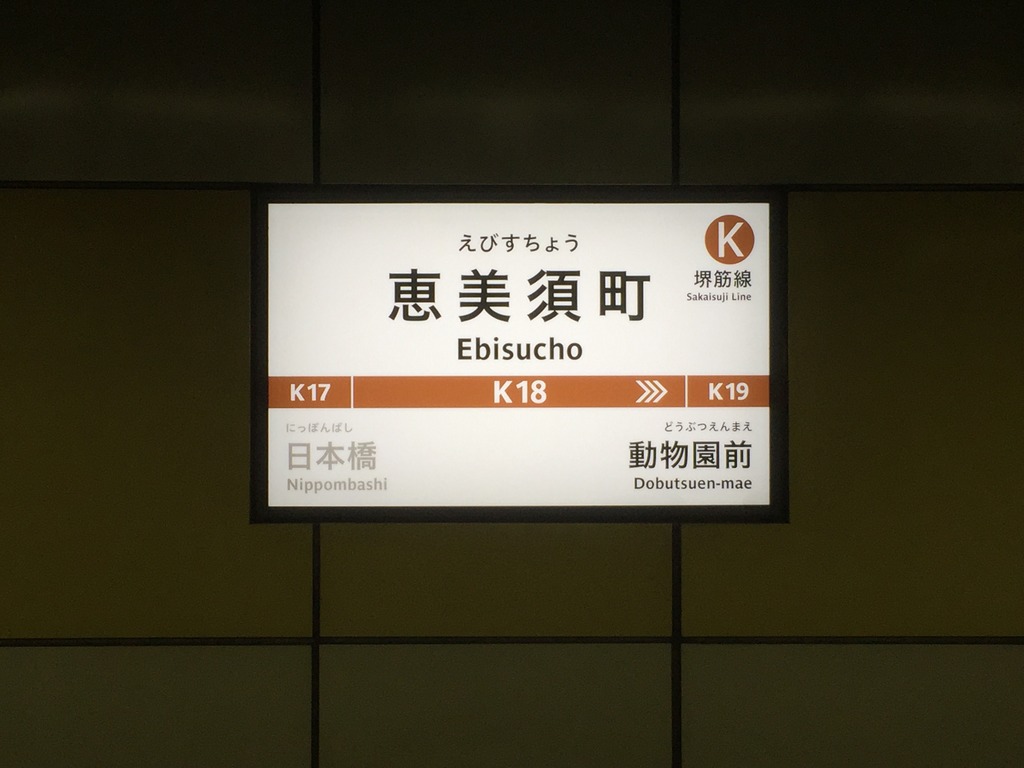 えびすちょう
恵美須町
Ebisucho
K
堺筋線
Sakaisuji Line
K17
K18
K19
にっぽんばし
日本橋
Nippombashi
どうぶつえんまえ
動物園前
Dobutsuen-mae